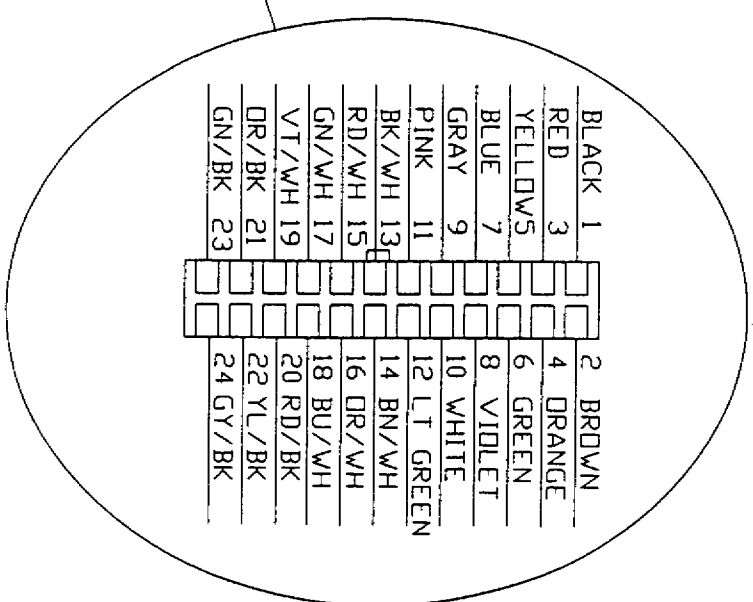 BLACK 1
RED 3
YELLOW5
BLUE 7
GRAY 9
PINK 11
BK/WH 13
RD/WH 15
GN/WH 17
VT/WH 19
OR/BK 21
GN/BK 23
2 BROWN
4 ORANGE
6 GREEN
8 VIOLET
10 WHITE
12 LT GREEN
14 BN/WH
16 OR/WH
18 BU/WH
20 RD/BK
22 YL/BK
24 GY/BK